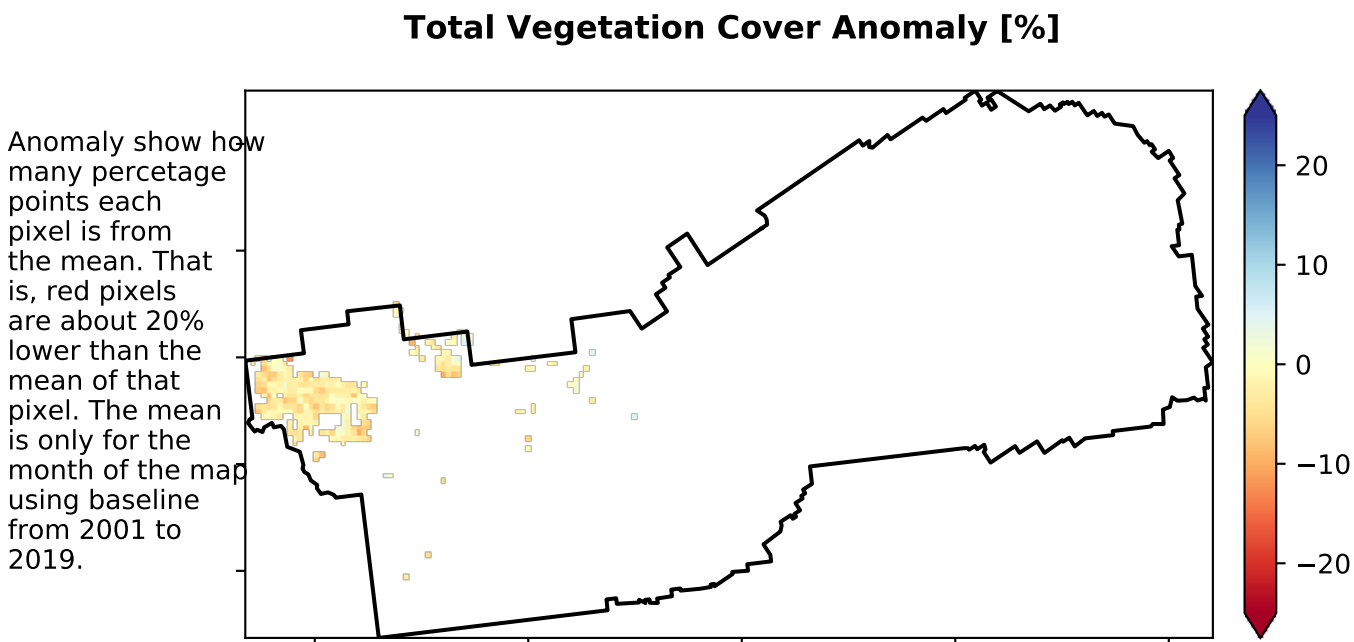 Total Vegetation Cover Anomaly [%]
Anomaly show how
many percetage
points each
pixel is from
the mean. That
is, red pixels
are about 20%
lower than the
mean of that
pixel. The mean
is only for the
month of the map
using baseline
from 2001 to
2019.
20
10
0
−10
−20